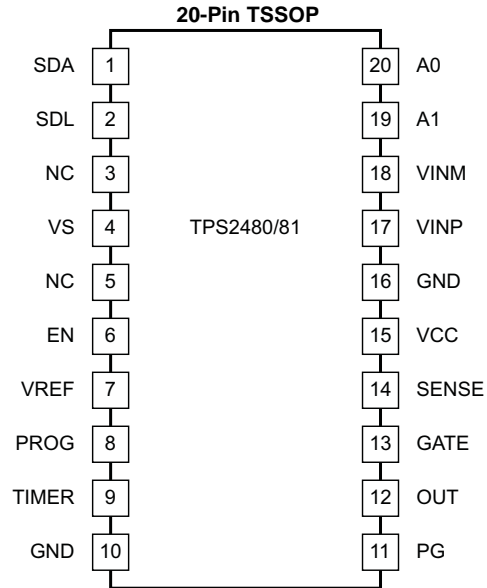 20-Pin TSSOP
SDA 1 20 A0
SDL 2 19 A1
NC 3 18 VINM
VS 4 TPS2480/81 17 VINP
NC 5 16 GND
EN 6 15 VCC
VREF 7 14 SENSE
PROG 8 13 GATE
TIMER 9 12 OUT
GND 10 11 PG